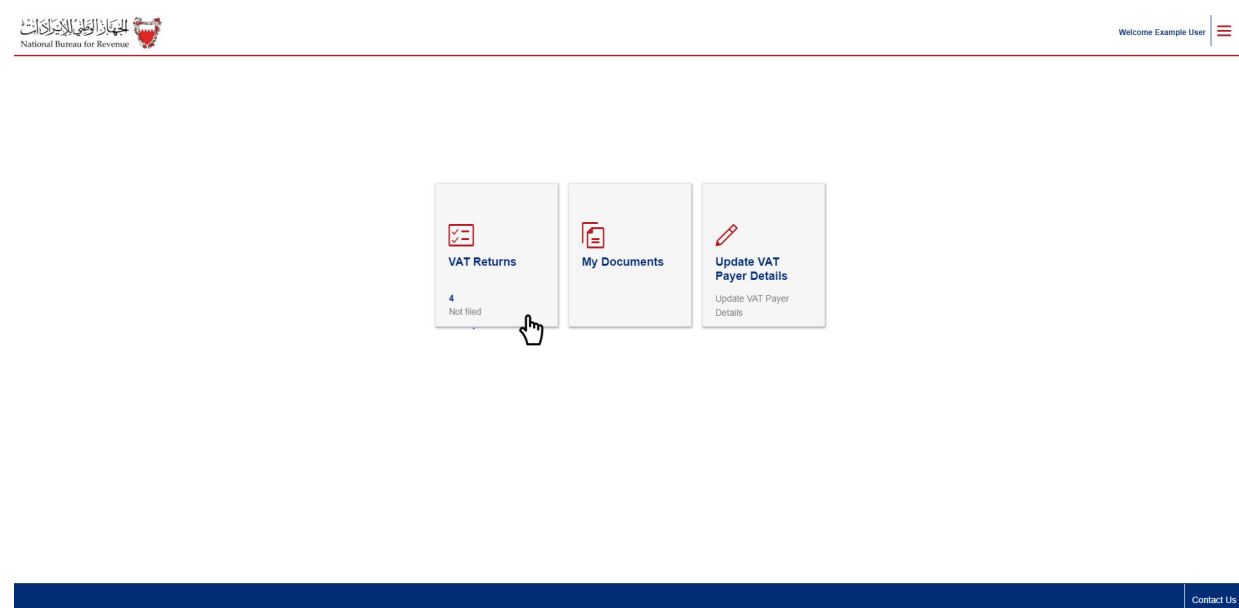 الجهاز الوطني للإيرادات
National Bureau for Revenue
Welcome Example User
VAT Returns
4
Not filed
My Documents
Update VAT
Payer Details
Update VAT Payer
Details
Contact Us